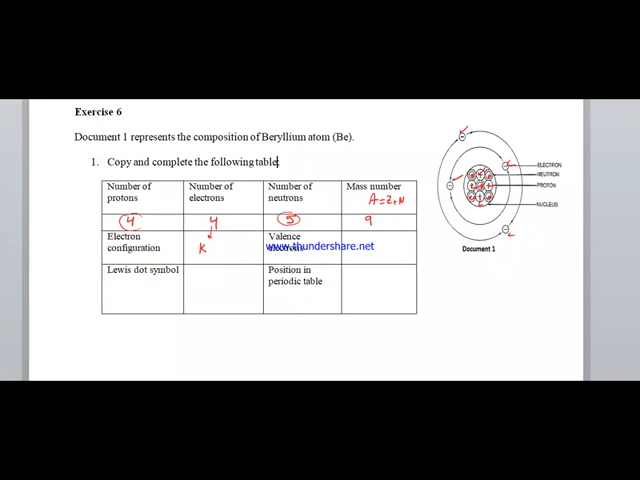 Exercise 6
Document 1 represents the composition of Beryllium atom (Be).
1. Copy and complete the following table:
Number of protons
Number of electrons
Number of neutrons
Mass number
A=Z+N
4
4
5
9
Electron configuration
K
Valence electrons
www.thundershare.net
Lewis dot symbol
Position in periodic table
ELECTRON
NEUTRON
PROTON
NUCLEUS
Document 1